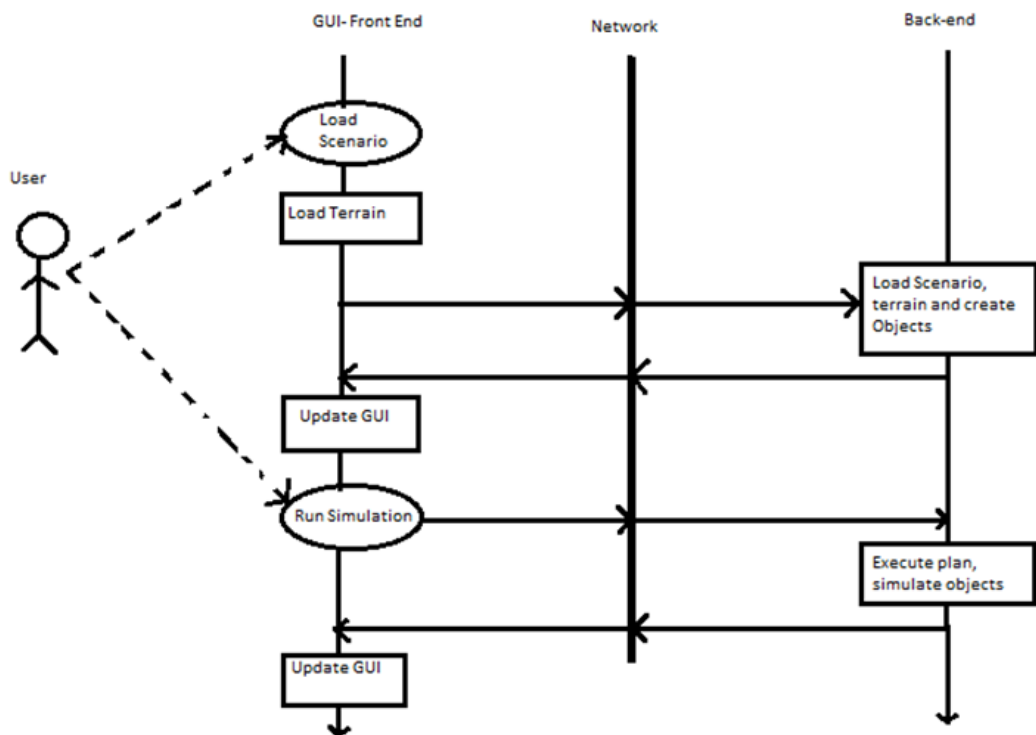 GUI- Front End
Network
Back-end
Load
Scenario
User
Load Terrain
Load Scenario,
terrain and create
Objects
Update GUI
Run Simulation
Execute plan,
simulate objects
Update GUI